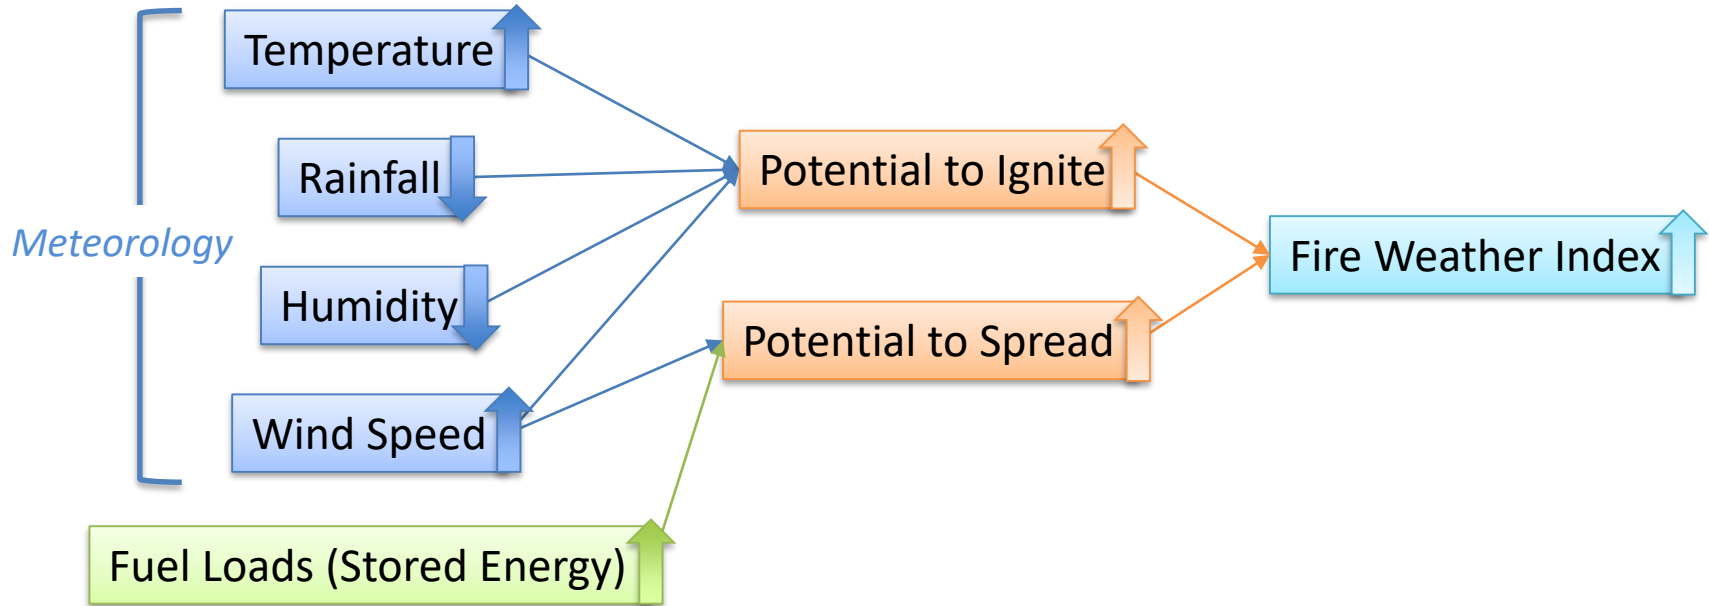 Temperature
Rainfall
Meteorology
Humidity
Wind Speed
Fuel Loads (Stored Energy)
Potential to Ignite
Potential to Spread
Fire Weather Index